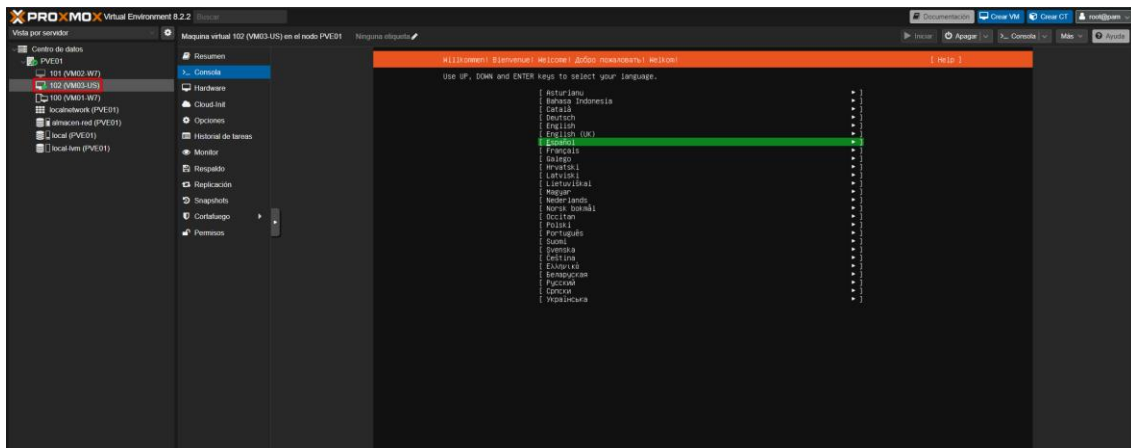 PROXMOX Virtual Environment 8.2.2 Buscar
Documentación Crear VM Crear CT root@pam
Vista por servidor
Maquina virtual 102 (VM03-US) en el nodo PVE01 Ninguna etiqueta
Iniciar Apagar Consola Más Ayuda
Centro de datos
PVE01
101 (VM02-W7)
102 (VM03-US)
100 (VM01-W7)
localnetwork (PVE01)
almacen-red (PVE01)
local (PVE01)
local-lvm (PVE01)
Resumen
>_ Consola
Hardware
Cloud-Init
Opciones
Historial de tareas
Monitor
Respaldo
Replicación
Snapshots
Cortafuego
Permisos
Willkommen! Bienvenue! Welcome! Добро пожаловать! Welkom! [ Help ]
Use UP, DOWN and ENTER keys to select your language.
[ Asturianu ► ]
[ Bahasa Indonesia ► ]
[ Català ► ]
[ Deutsch ► ]
[ English ► ]
[ English (UK) ► ]
[ Español ► ]
[ Français ► ]
[ Galego ► ]
[ Hrvatski ► ]
[ Latviski ► ]
[ Lietuviškai ► ]
[ Magyar ► ]
[ Nederlands ► ]
[ Norsk bokmål ► ]
[ Occitan ► ]
[ Polski ► ]
[ Português ► ]
[ Suomi ► ]
[ Svenska ► ]
[ Čeština ► ]
[ Ελληνικά ► ]
[ Беларуская ► ]
[ Русский ► ]
[ Српски ► ]
[ Українська ► ]